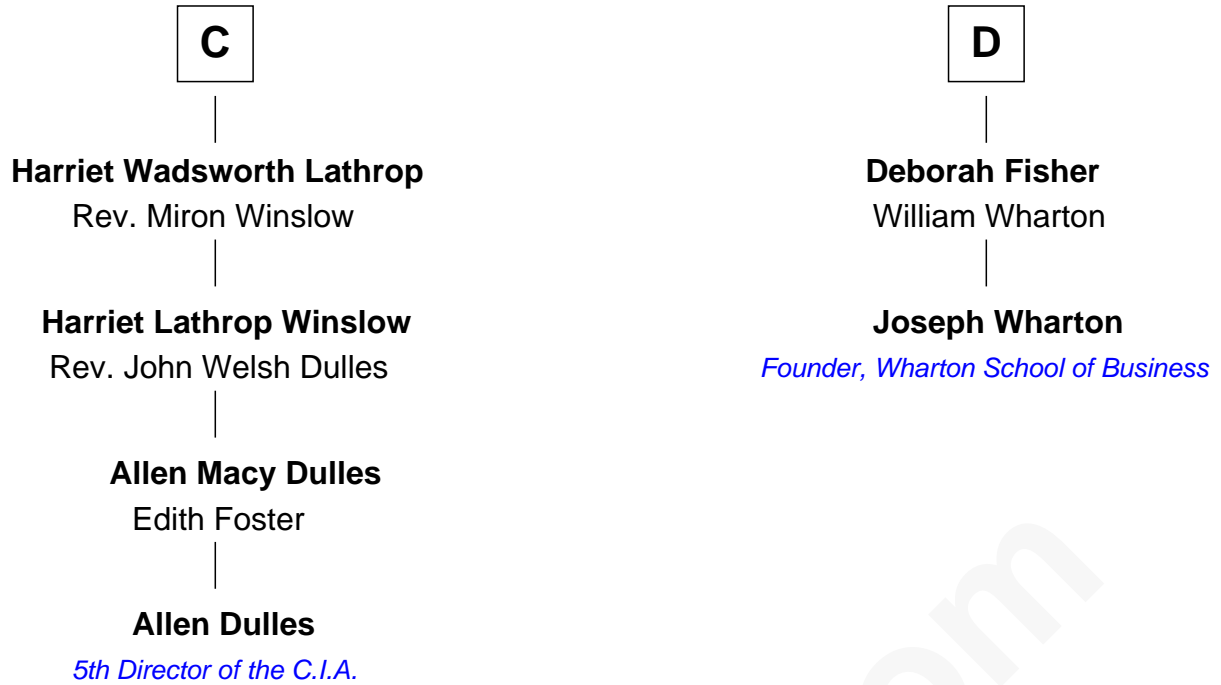 C
Harriet Wadsworth Lathrop
Rev. Miron Winslow
Harriet Lathrop Winslow
Rev. John Welsh Dulles
Allen Macy Dulles
Edith Foster
Allen Dulles
5th Director of the C.I.A.
D
Deborah Fisher
William Wharton
Joseph Wharton
Founder, Wharton School of Business
om